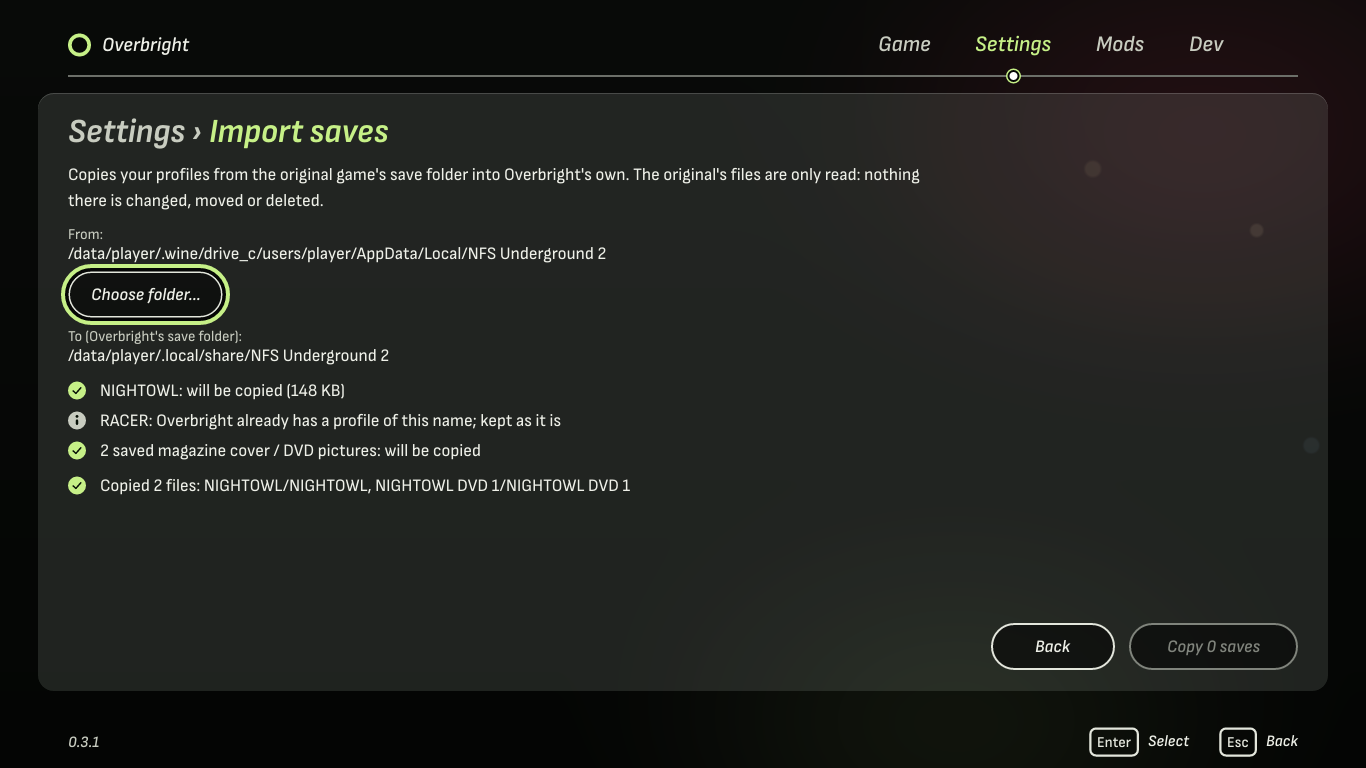 Overbright
Game
Settings
Mods
Dev
Settings › Import saves
Copies your profiles from the original game's save folder into Overbright's own. The original's files are only read: nothing
there is changed, moved or deleted.
From:
/data/player/.wine/drive_c/users/player/AppData/Local/NFS Underground 2
Choose folder...
To (Overbright's save folder):
/data/player/.local/share/NFS Underground 2
NIGHTOWL: will be copied (148 KB)
RACER: Overbright already has a profile of this name; kept as it is
2 saved magazine cover / DVD pictures: will be copied
Copied 2 files: NIGHTOWL/NIGHTOWL, NIGHTOWL DVD 1/NIGHTOWL DVD 1
Back
Copy 0 saves
0.3.1
Enter Select
Esc Back